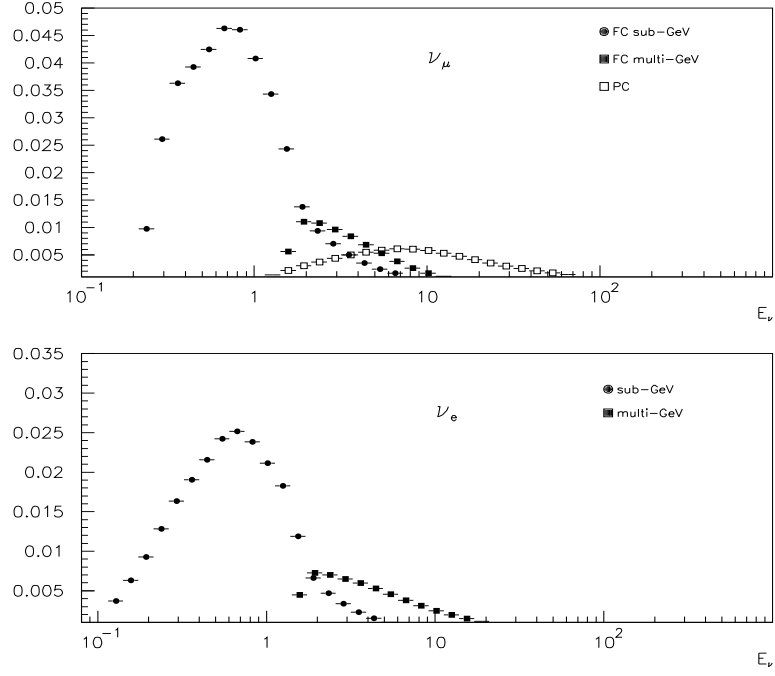 0.05
0.045
0.04
0.035
0.03
0.025
0.02
0.015
0.01
0.005
ν_μ
FC sub-GeV
FC multi-GeV
PC
10^-1 1 10 10^2
E_ν
0.035
0.03
0.025
0.02
0.015
0.01
0.005
ν_e
sub-GeV
multi-GeV
10^-1 1 10 10^2
E_ν